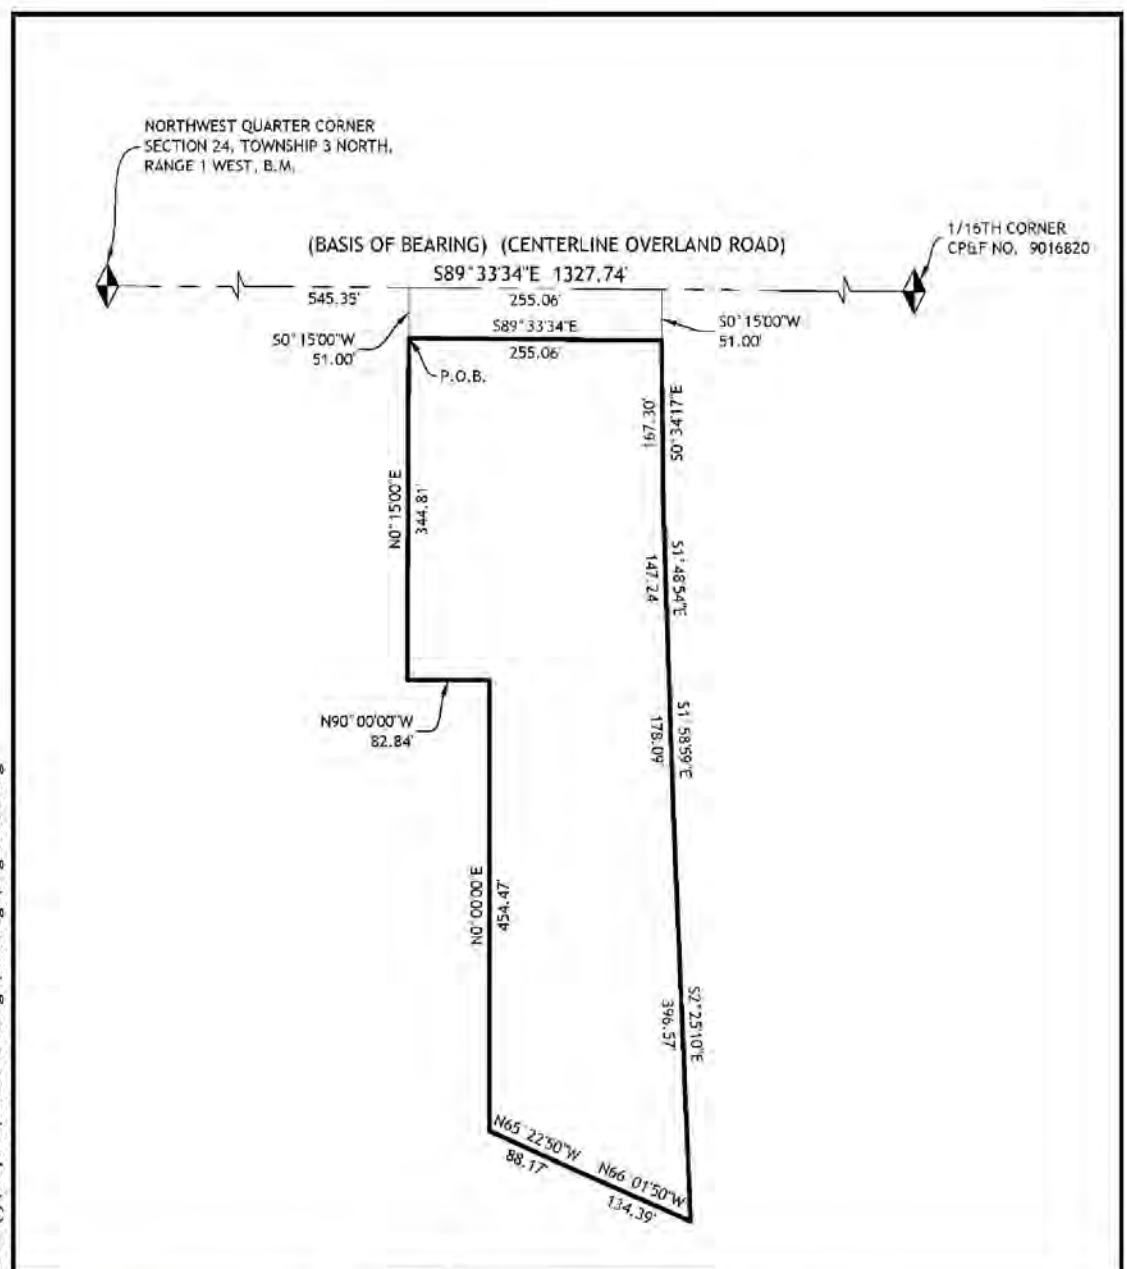 NORTHWEST QUARTER CORNER
SECTION 24, TOWNSHIP 3 NORTH,
RANGE 1 WEST, B.M.
1/16TH CORNER
CP&F NO. 9016820
(BASIS OF BEARING) (CENTERLINE OVERLAND ROAD)
S89°33'34"E 1327.74'
545.35'
255.06'
S0°15'00"W
51.00'
S89°33'34"E
255.06'
S0°15'00"W
51.00'
P.O.B.
N0°15'00"E
344.81'
167.30'
S0°34'17"E
147.24'
S1°48'54"E
N90°00'00"W
82.84'
178.09'
S1°58'59"E
N0°00'00"E
454.47'
396.57'
S2°25'10"E
N65°22'50"W
88.17'
N66°01'50"W
134.39'